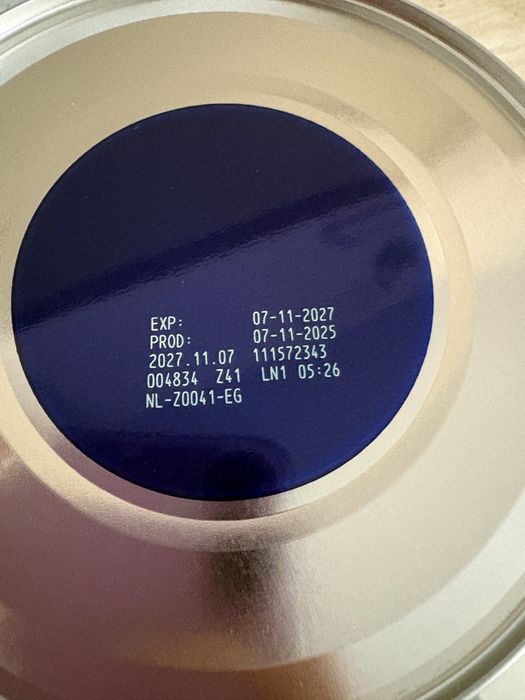 EXP: 07-11-2027
PROD: 07-11-2025
2027.11.07 111572343
004834 Z41 LN1 05:26
NL-Z0041-EG